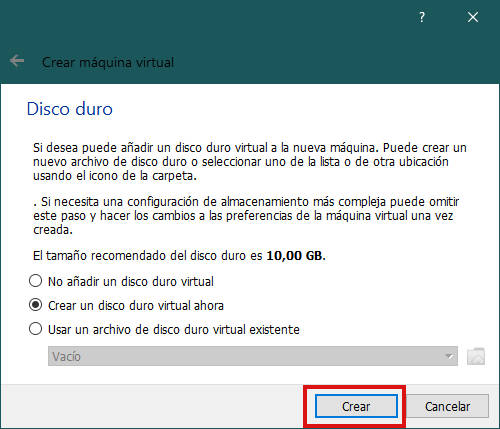 ?
Crear máquina virtual
Disco duro
Si desea puede añadir un disco duro virtual a la nueva máquina. Puede crear un
nuevo archivo de disco duro o seleccionar uno de la lista o de otra ubicación
usando el icono de la carpeta.
. Si necesita una configuración de almacenamiento más compleja puede omitir
este paso y hacer los cambios a las preferencias de la máquina virtual una vez
creada.
El tamaño recomendado del disco duro es 10,00 GB.
No añadir un disco duro virtual
Crear un disco duro virtual ahora
Usar un archivo de disco duro virtual existente
Vacío
Crear
Cancelar